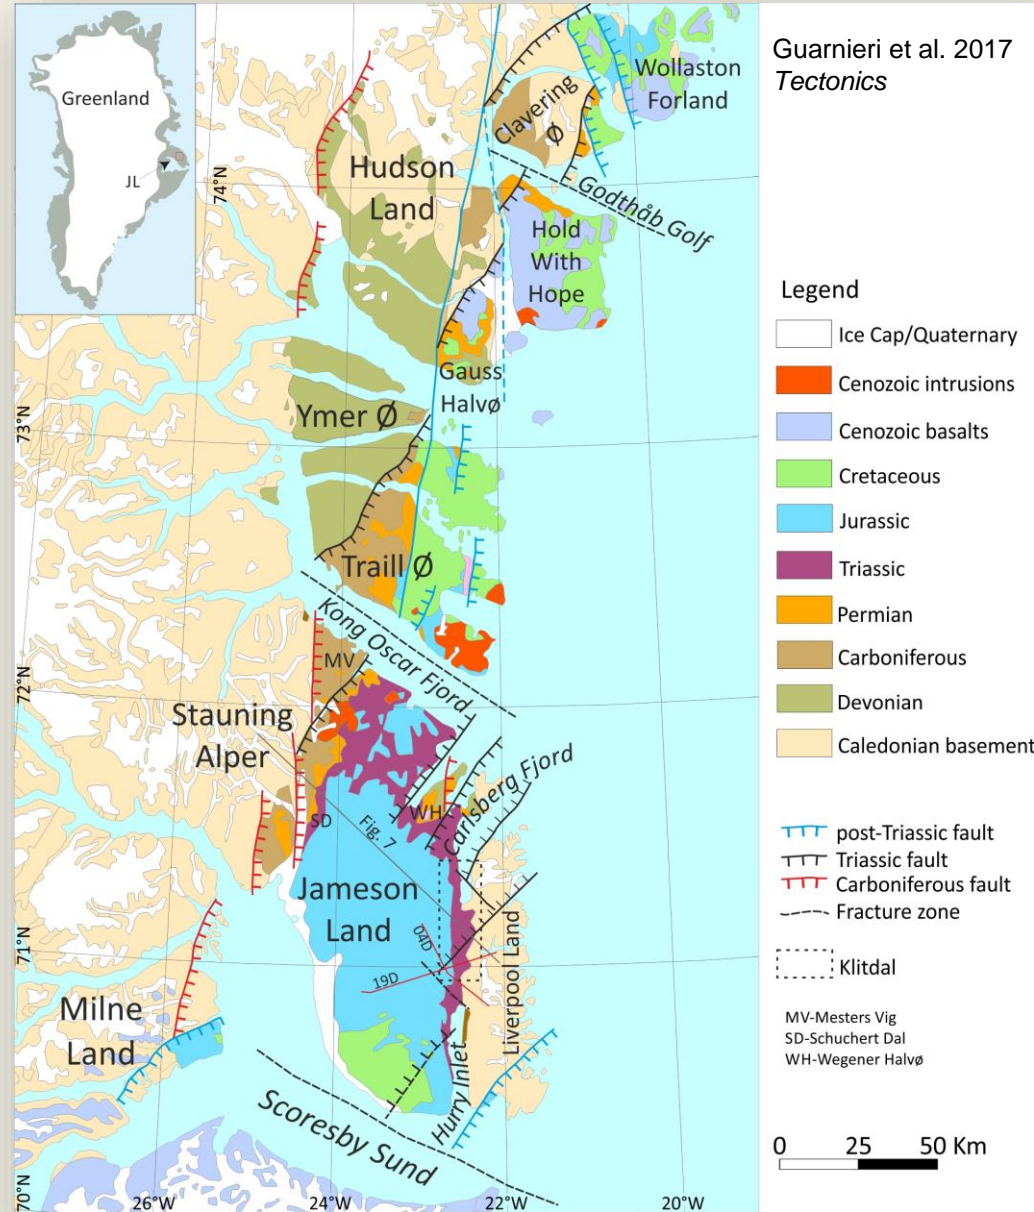 Guarnieri et al. 2017
Tectonics
Greenland
JL
Wollaston
Forland
Clavering
Ø
Hudson
Land
Godthåb Golf
Hold
With
Hope
Gauss
Halvø
Ymer Ø
Traill Ø
Kong Oscar Fjord
MV
Stauning
Alper
SD
WH
Carlsberg Fjord
Fig. 7
Jameson
Land
04D
19D
Liverpool Land
Milne
Land
Hurry Inlet
Scoresby Sund
74°N
73°N
72°N
71°N
70°N
26°W
24°W
22°W
20°W
Legend
Ice Cap/Quaternary
Cenozoic intrusions
Cenozoic basalts
Cretaceous
Jurassic
Triassic
Permian
Carboniferous
Devonian
Caledonian basement
post-Triassic fault
Triassic fault
Carboniferous fault
Fracture zone
Klitdal
MV-Mesters Vig
SD-Schuchert Dal
WH-Wegener Halvø
0 25 50 Km